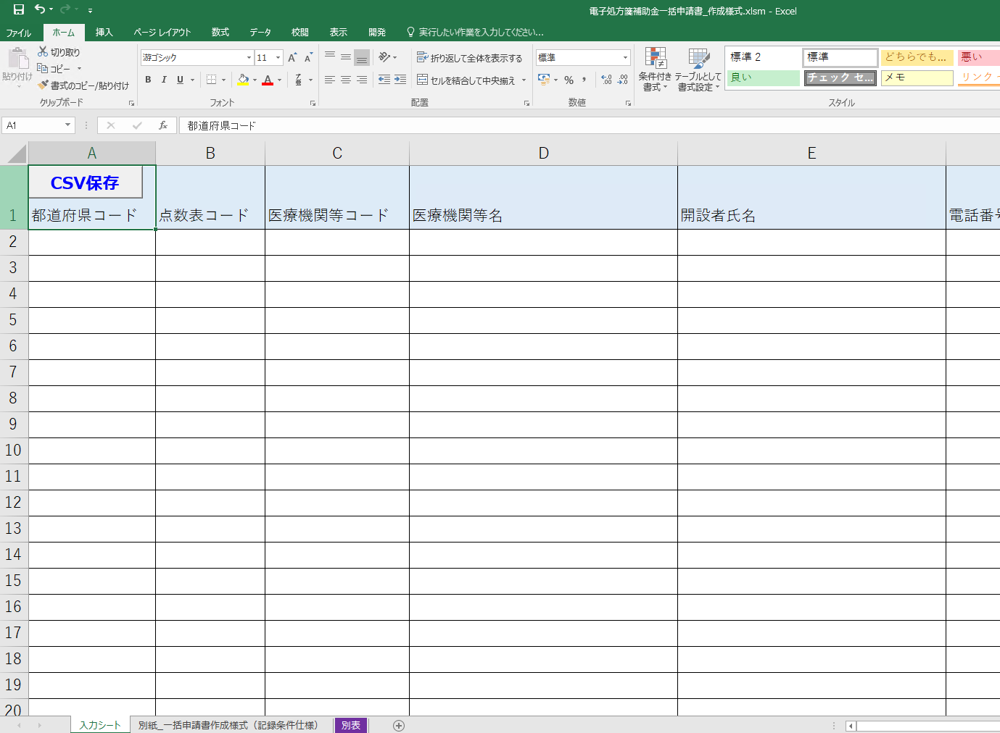 電子処方箋補助金一括申請書_作成様式.xlsm - Excel
ファイル ホーム 挿入 ページ レイアウト 数式 データ 校閲 表示 開発 実行したい作業を入力してください...
貼り付け
切り取り
コピー
書式のコピー/貼り付け
クリップボード
游ゴシック 11
A A
B I U A 亜
フォント
折り返して全体を表示する
セルを結合して中央揃え
配置
標準
% , .00 .00
数値
条件付き書式
テーブルとして書式設定
標準 2 標準 どちらでも... 悪い
良い チェック セ... メモ リンク
スタイル
A1 fx 都道府県コード
A B C D E
CSV保存
1 都道府県コード 点数表コード 医療機関等コード 医療機関等名 開設者氏名 電話番号
2
3
4
5
6
7
8
9
10
11
12
13
14
15
16
17
18
19
20
入力シート 別紙_一括申請書作成様式（記録条件仕様） 別表